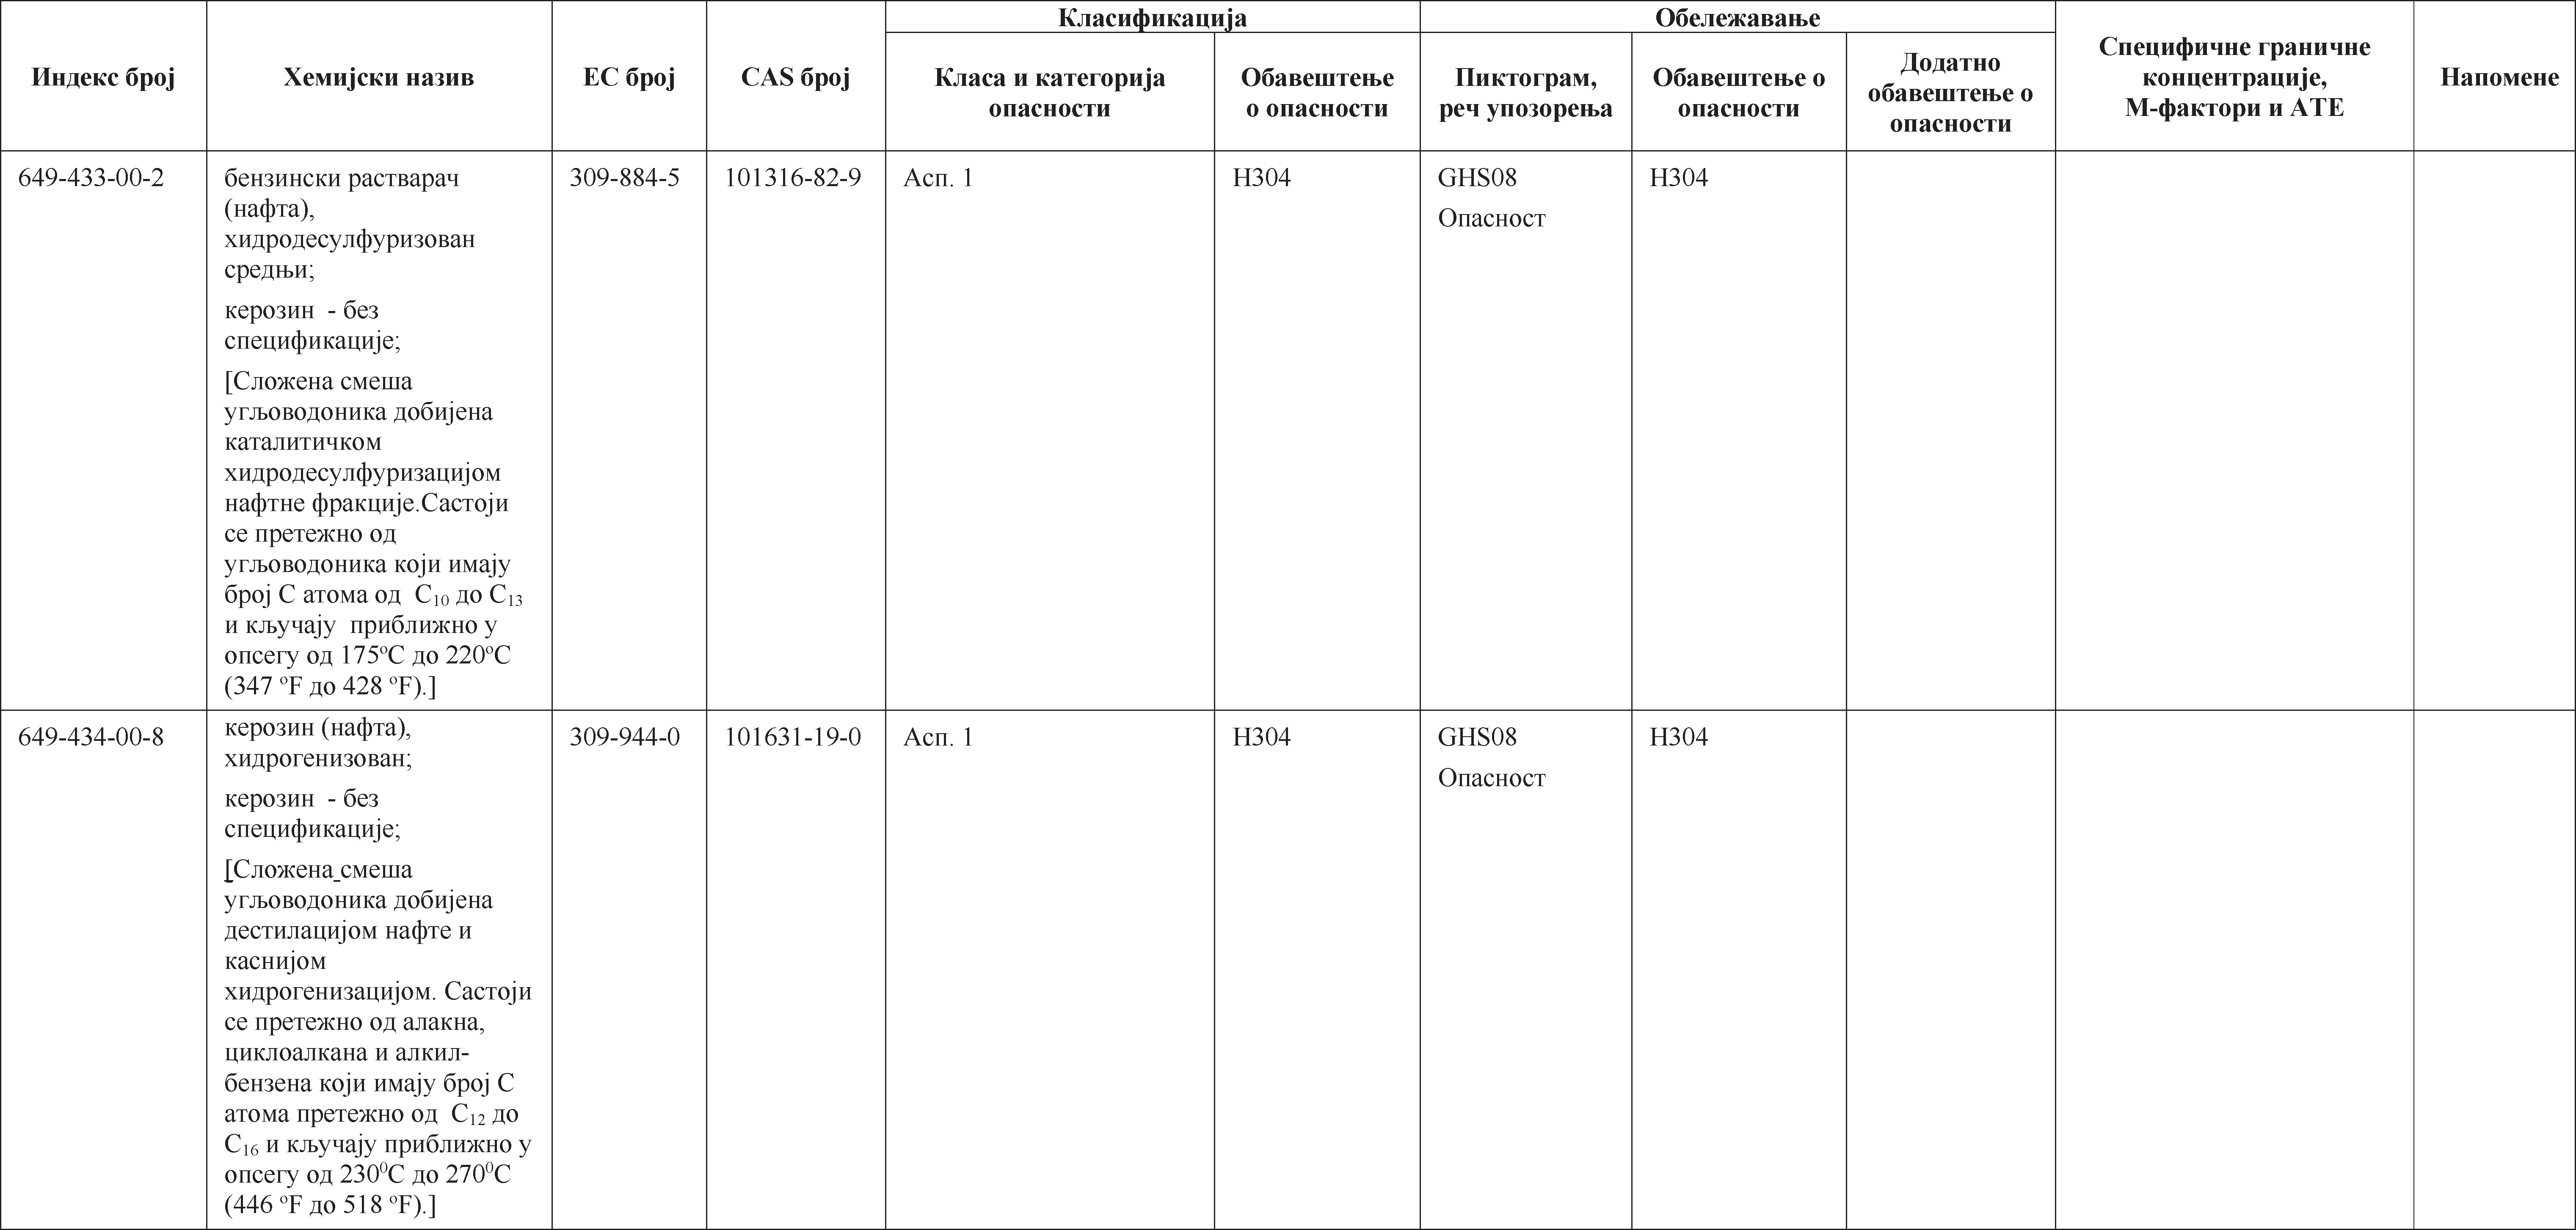 Индекс број
Хемијски назив
ЕС број
CAS број
Класификација
Класа и категорија
опасности
Обавештење
о опасности
Обележавање
Пиктограм,
реч упозорења
Обавештење о
опасности
Додатно
обавештење о
опасности
Специфичне граничне
концентрације,
М-фактори и АТЕ
Напомене
649-433-00-2
бензински растварач
(нафта),
хидродесулфуризован
средњи;
керозин  - без
спецификације;
[Сложена смеша
угљоводоника добијена
каталитичком
хидродесулфуризацијом
нафтне фракције.Састоји
се претежно од
угљоводоника који имају
број С атома од  C₁₀ до C₁₃
и кључају  приближно у
опсегу од 175ºC до 220ºC
(347 ºF до 428 ºF).]
309-884-5
101316-82-9
Асп. 1
H304
GHS08
Опасност
H304
649-434-00-8
керозин (нафта),
хидрогенизован;
керозин  - без
спецификације;
[Сложена смеша
угљоводоника добијена
дестилацијом нафте и
каснијом
хидрогенизацијом. Састоји
се претежно од алакна,
циклоалкана и алкил-
бензена који имају број С
атома претежно од  C₁₂ до
C₁₆ и кључају приближно у
опсегу од 230⁰C до 270⁰C
(446 ºF до 518 ºF).]
309-944-0
101631-19-0
Асп. 1
H304
GHS08
Опасност
H304